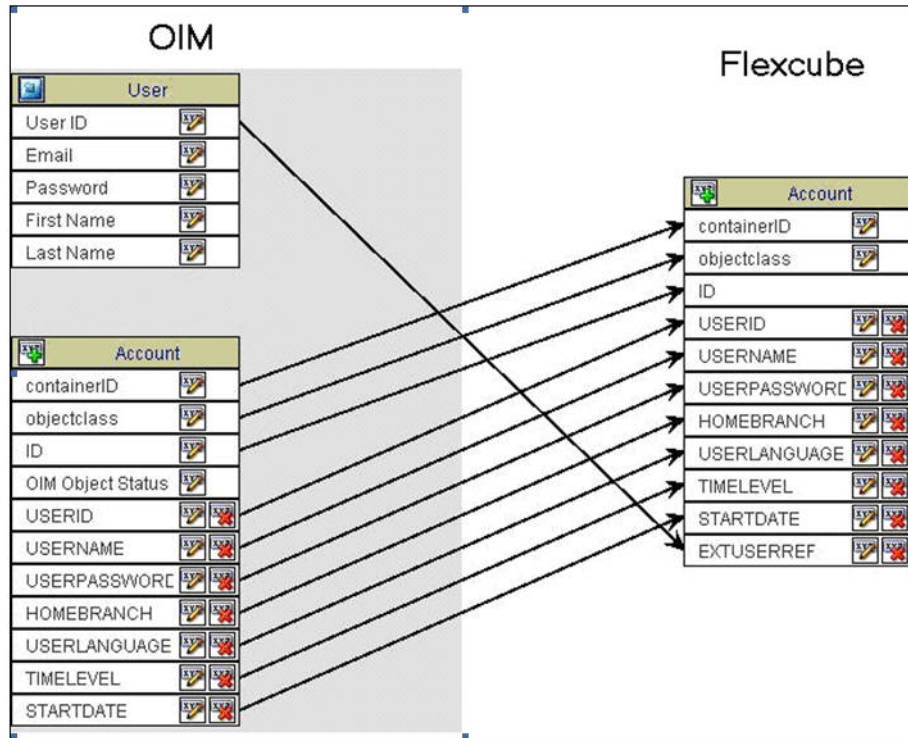 OIM
User
User ID
Email
Password
First Name
Last Name
Account
containerID
objectclass
ID
OIM Object Status
USERID
USERNAME
USERPASSWORD
HOMEBRANCH
USERLANGUAGE
TIMELEVEL
STARTDATE
Flexcube
Account
containerID
objectclass
ID
USERID
USERNAME
USERPASSWORD
HOMEBRANCH
USERLANGUAGE
TIMELEVEL
STARTDATE
EXTUSERREF